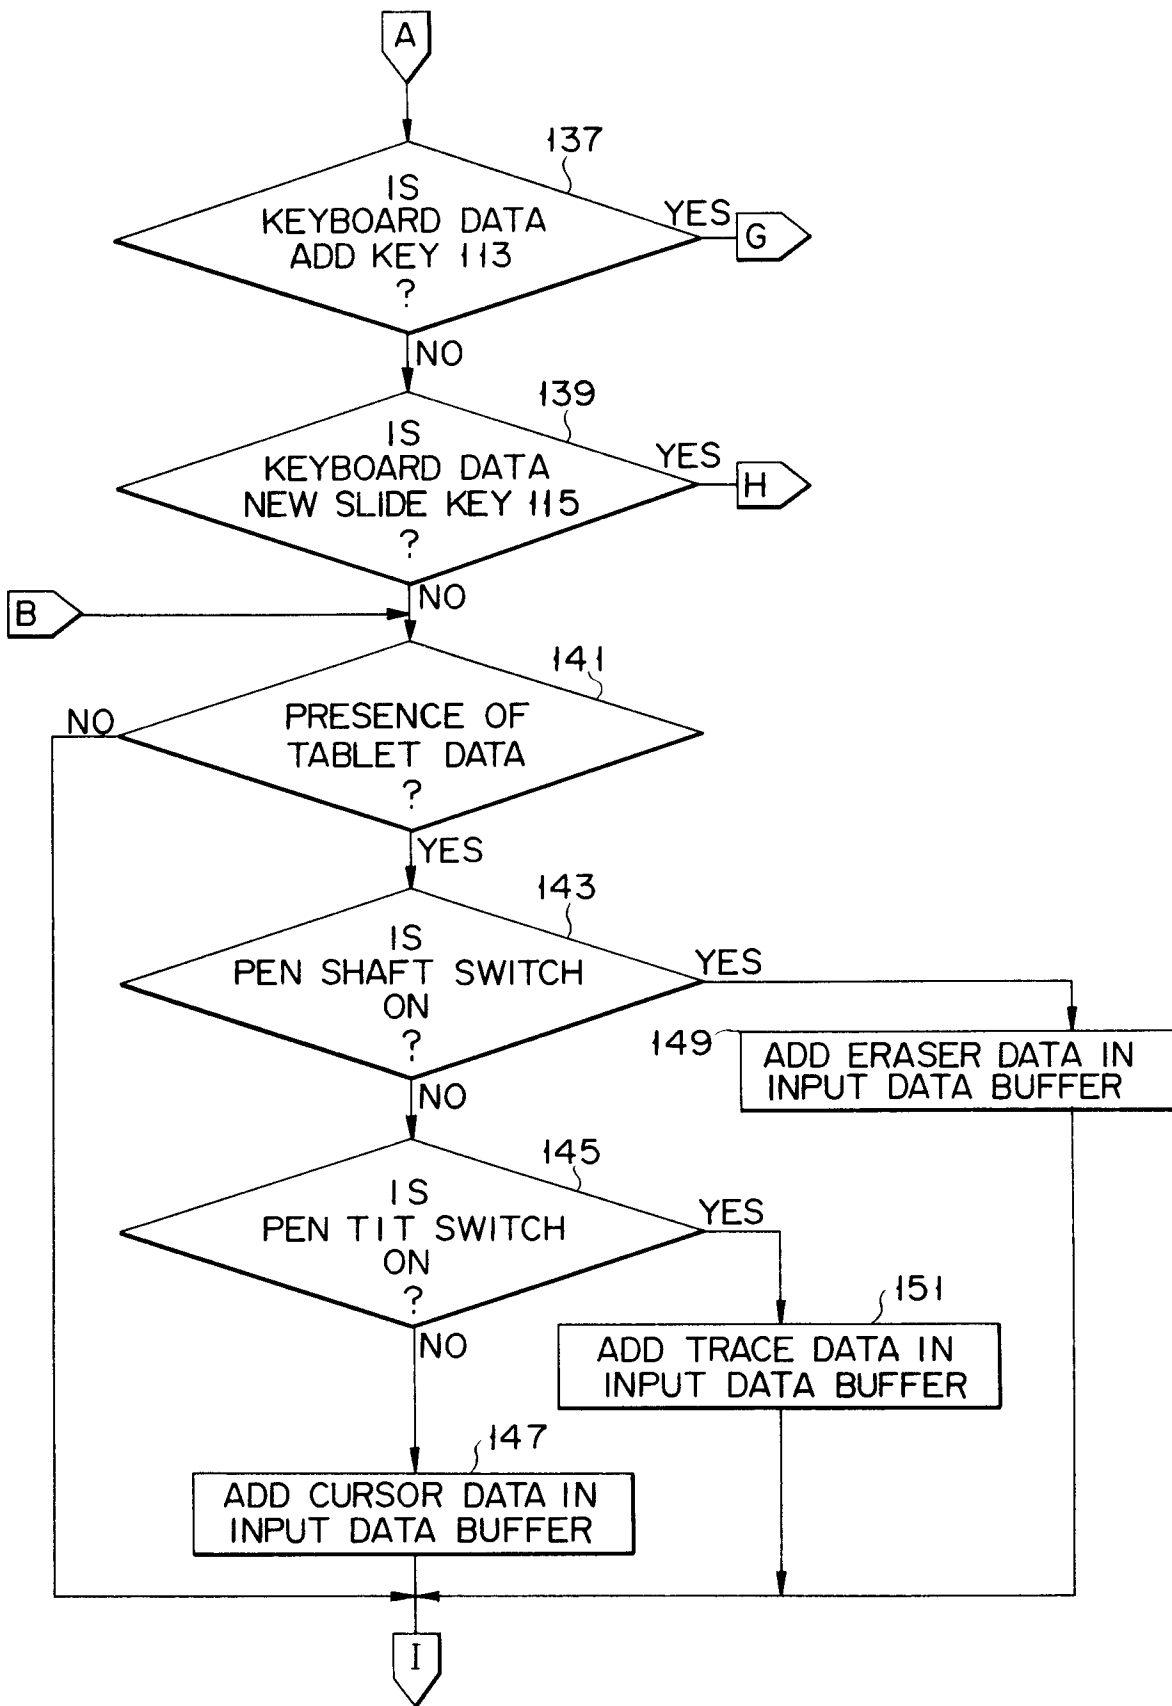 A
137
IS
KEYBOARD DATA
ADD KEY 113
?
YES
G
NO
139
IS
KEYBOARD DATA
NEW SLIDE KEY 115
?
YES
H
NO
B
141
NO
PRESENCE OF
TABLET DATA
?
YES
143
IS
PEN SHAFT SWITCH
ON
?
YES
149
ADD ERASER DATA IN
INPUT DATA BUFFER
NO
145
IS
PEN TIT SWITCH
ON
?
YES
151
ADD TRACE DATA IN
INPUT DATA BUFFER
NO
147
ADD CURSOR DATA IN
INPUT DATA BUFFER
I